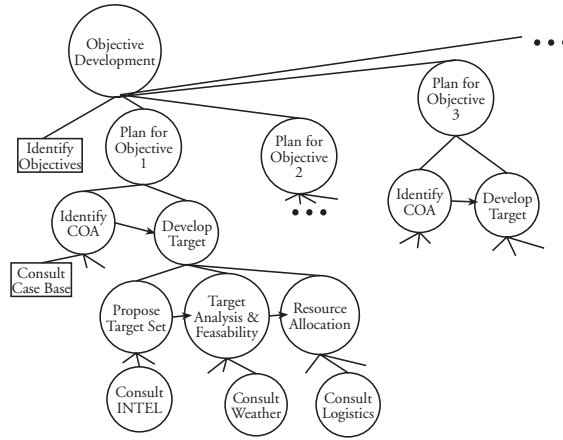 Objective
Development
• • •
Plan for
Objective
3
Identify
Objectives
Plan for
Objective
1
Plan for
Objective
2
• • •
Identify
COA
Develop
Target
Identify
COA
Develop
Target
Consult
Case Base
Propose
Target Set
Target
Analysis &
Feasability
Resource
Allocation
Consult
INTEL
Consult
Weather
Consult
Logistics